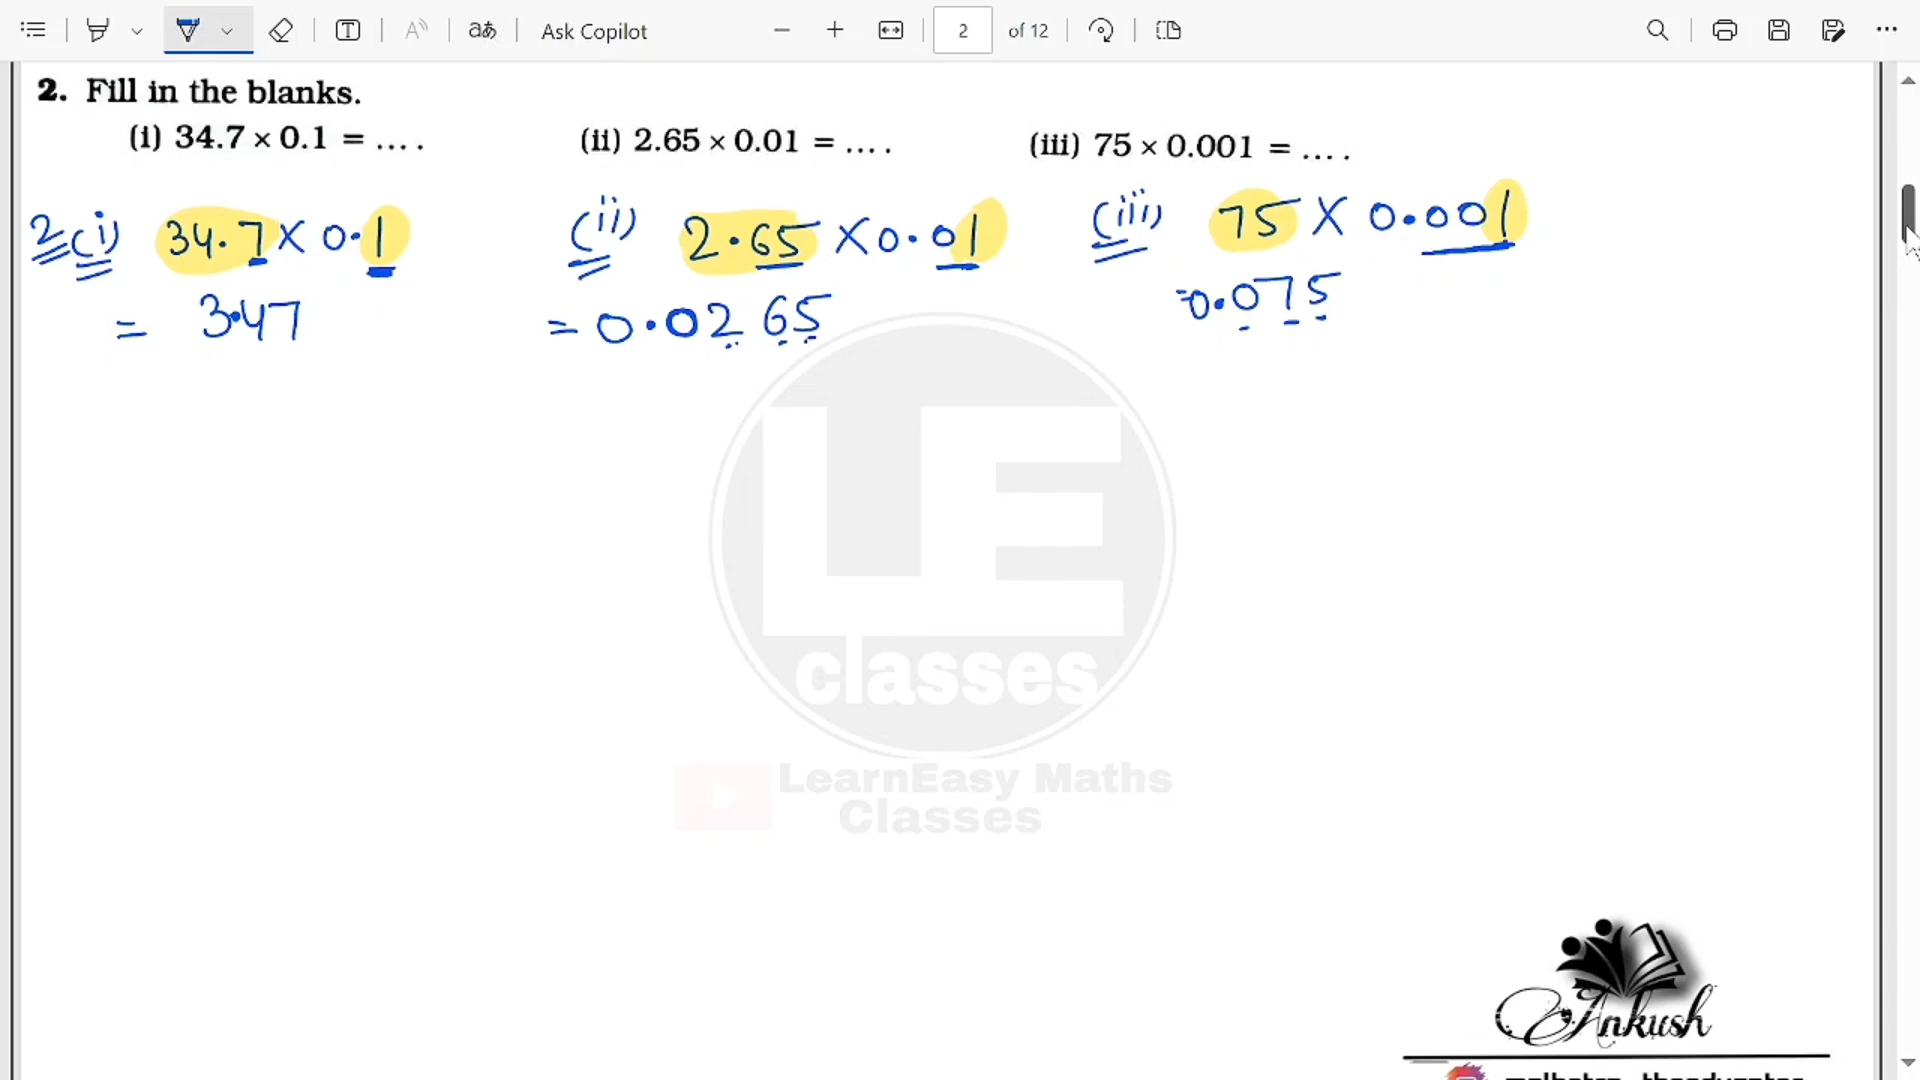 Ask Copilot
2 of 12
2. Fill in the blanks.
(i) 34.7 × 0.1 = ....
(ii) 2.65 × 0.01 = ....
(iii) 75 × 0.001 = ....
2(i) 34.7 × 0.1
= 3.47
(ii) 2.65 × 0.01
= 0.0265
(iii) 75 × 0.001
=0.075
LE
classes
LearnEasy Maths
Classes
Ankush